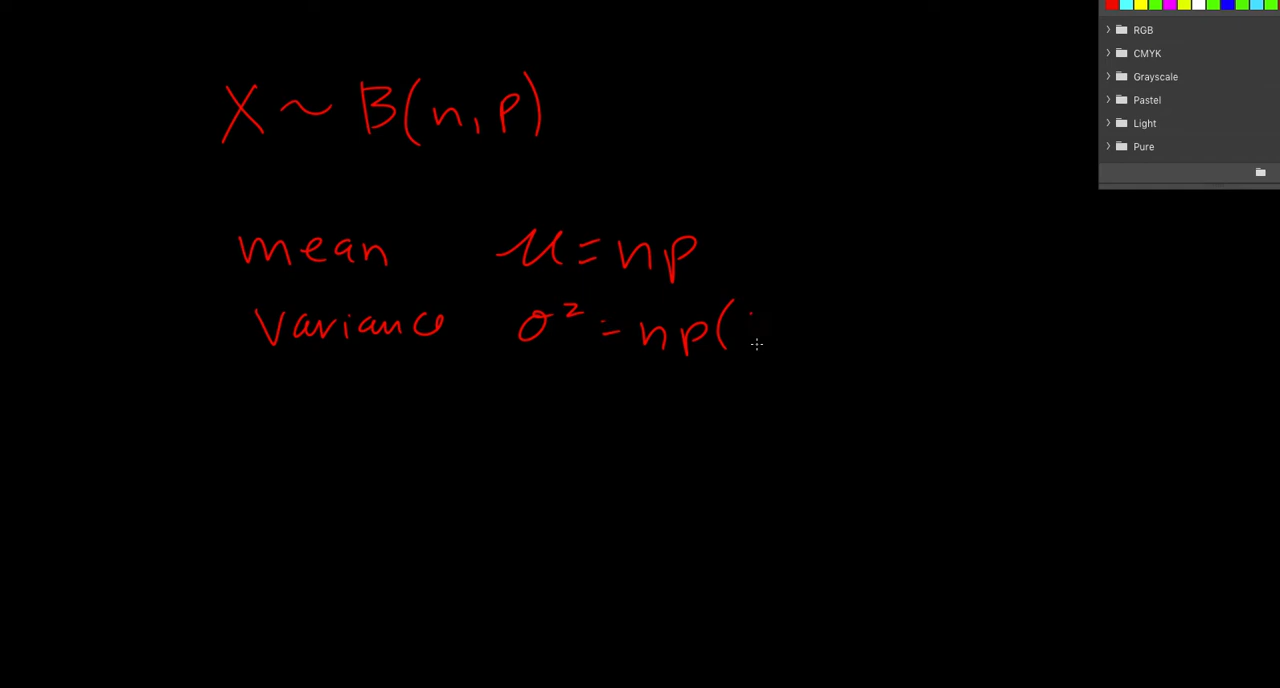 X ~ B(n, p)
mean μ = np
variance σ² = np(
RGB
CMYK
Grayscale
Pastel
Light
Pure